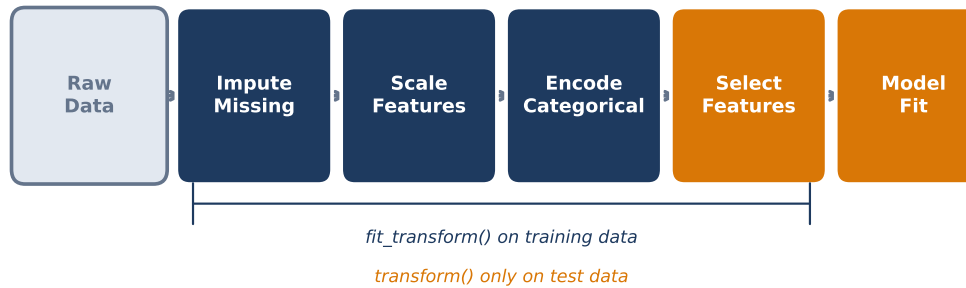 Raw
Data
Impute
Missing
Scale
Features
Encode
Categorical
Select
Features
Model
Fit
fit_transform() on training data
transform() only on test data